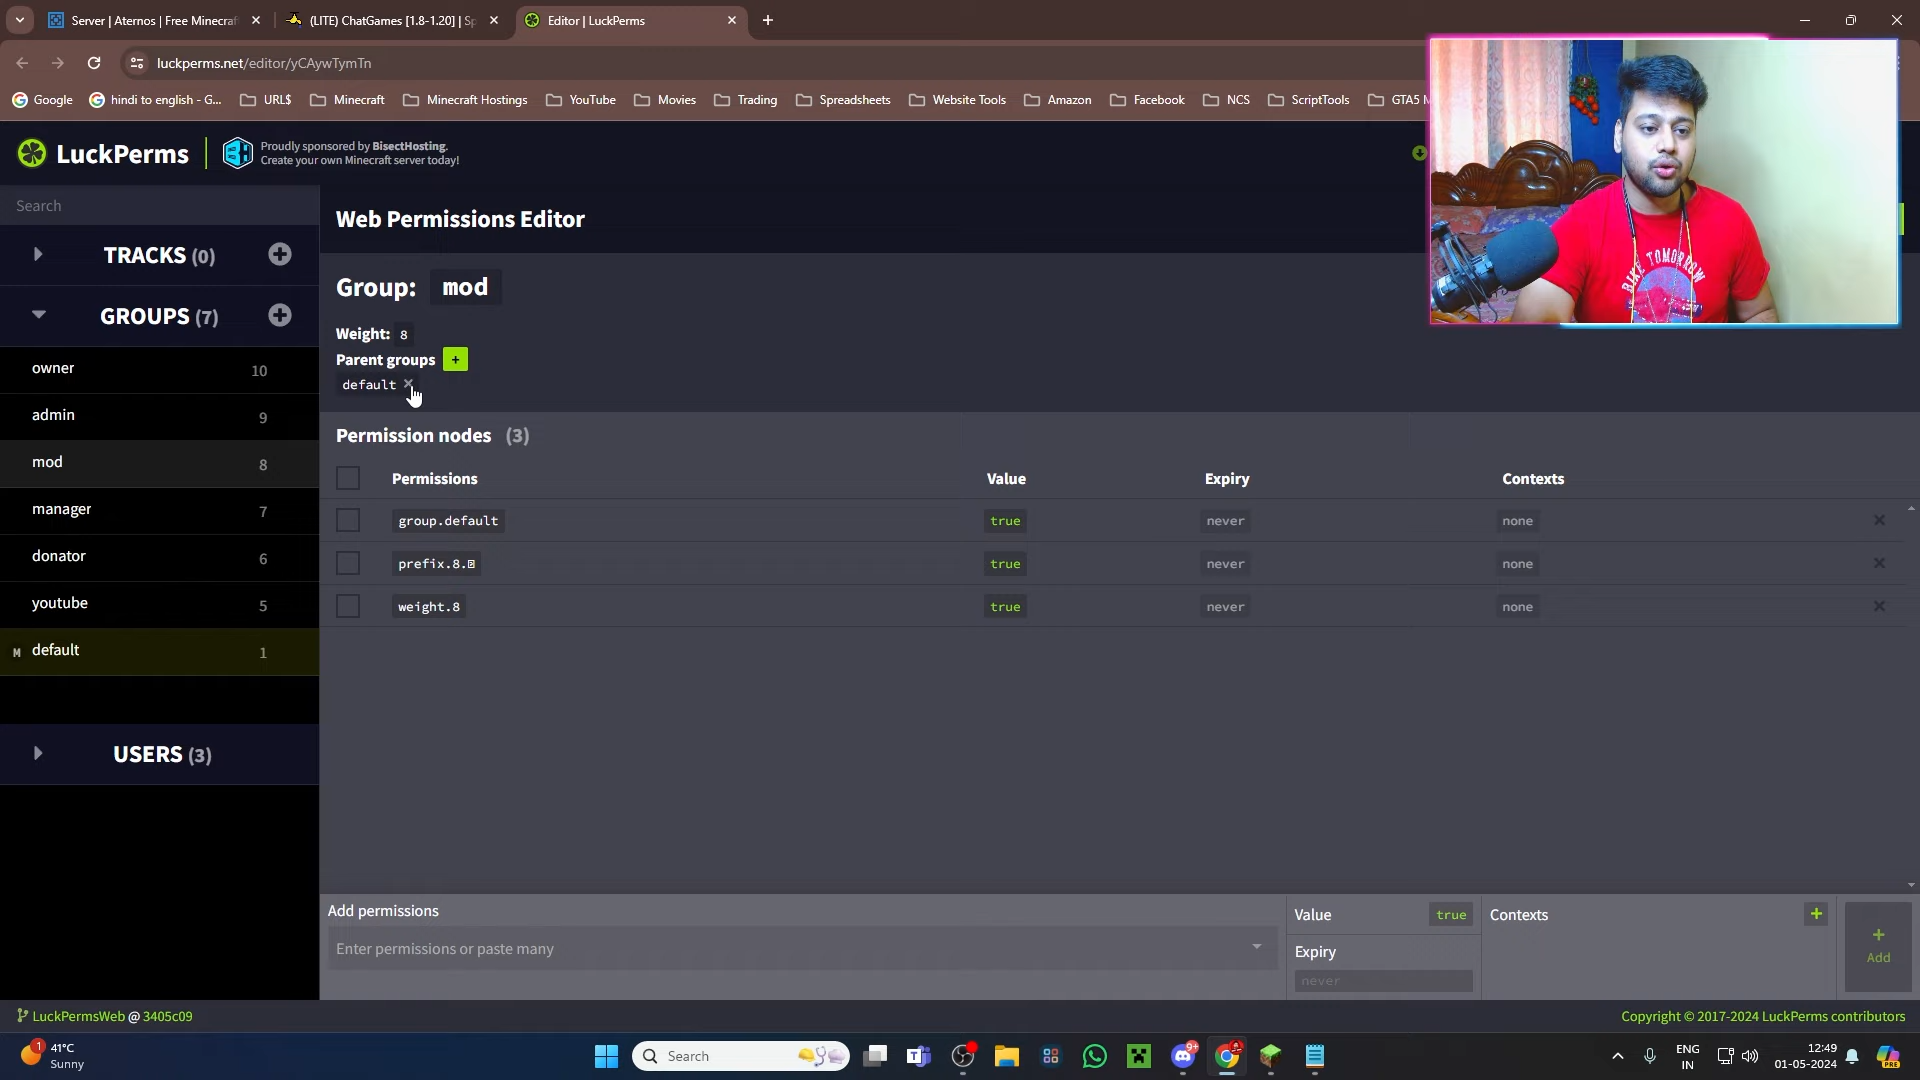 Server | Aternos | Free Minecraf
(LITE) ChatGames [1.8-1.20] | Sp
Editor | LuckPerms
luckperms.net/editor/yCAywTymTn
Google
hindi to english - G...
URL$
Minecraft
Minecraft Hostings
YouTube
Movies
Trading
Spreadsheets
Website Tools
Amazon
Facebook
NCS
ScriptTools
GTA5 M
LuckPerms
Proudly sponsored by BisectHosting.
Create your own Minecraft server today!
Search
Web Permissions Editor
TRACKS (0)
GROUPS (7)
owner 10
admin 9
mod 8
manager 7
donator 6
youtube 5
M default 1
USERS (3)
Group: mod
Weight: 8
Parent groups +
default
Permission nodes (3)
Permissions Value Expiry Contexts
group.default true never none
prefix.8. true never none
weight.8 true never none
BIKE TOMORROW
Add permissions
Enter permissions or paste many
Value true
Expiry
never
Contexts +
+
Add
LuckPermsWeb @ 3405c09
Copyright © 2017-2024 LuckPerms contributors
1
41°C
Sunny
Search
9+
PRE
ENG
IN
12:49
01-05-2024